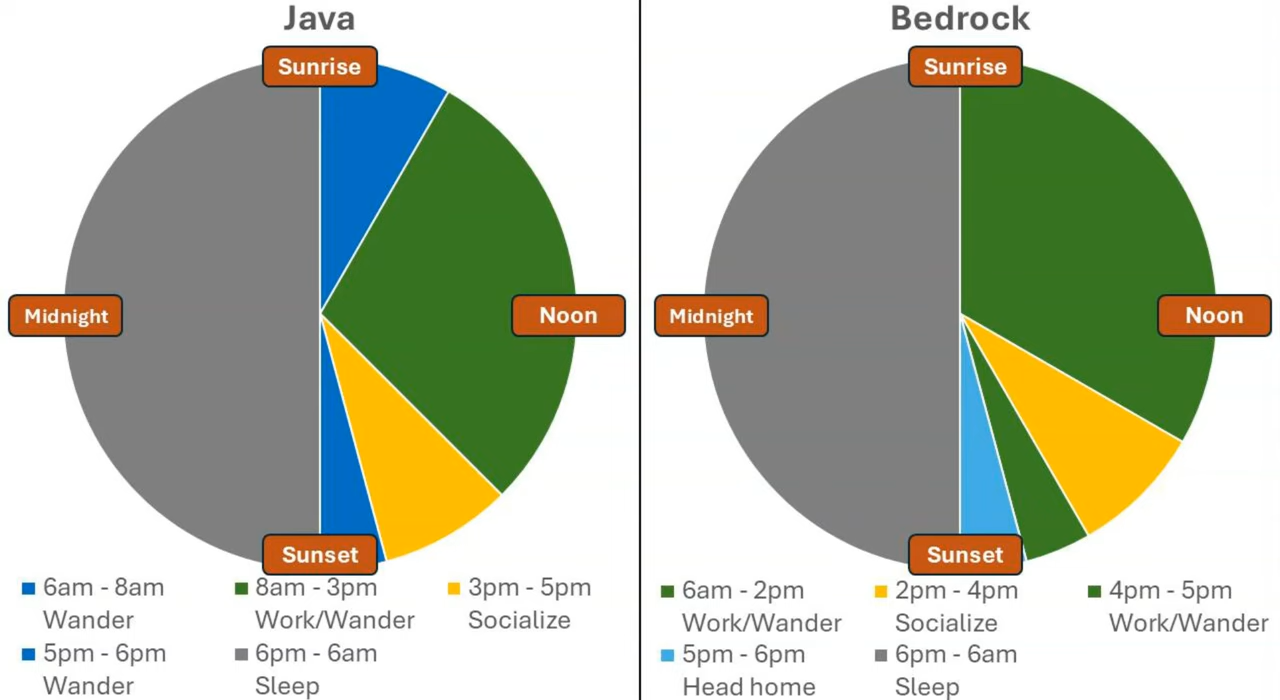 Java
Sunrise
Midnight
Noon
Sunset
6am - 8am
Wander
8am - 3pm
Work/Wander
3pm - 5pm
Socialize
5pm - 6pm
Wander
6pm - 6am
Sleep
Bedrock
Sunrise
Midnight
Noon
Sunset
6am - 2pm
Work/Wander
2pm - 4pm
Socialize
4pm - 5pm
Work/Wander
5pm - 6pm
Head home
6pm - 6am
Sleep